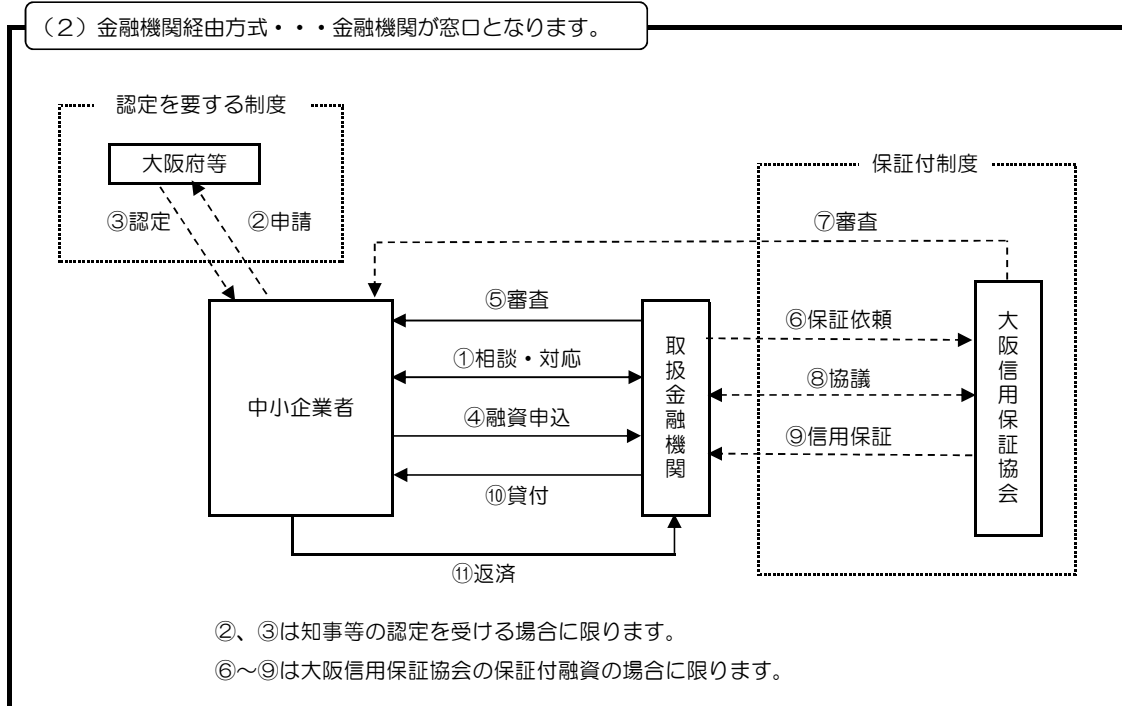 （２）金融機関経由方式・・・金融機関が窓口となります。
認定を要する制度
大阪府等
保証付制度
③認定
②申請
⑦審査
⑤審査
⑥保証依頼
①相談・対応
⑧協議
中小企業者
取扱金融機関
大阪信用保証協会
④融資申込
⑨信用保証
⑩貸付
⑪返済
②、③は知事等の認定を受ける場合に限ります。
⑥～⑨は大阪信用保証協会の保証付融資の場合に限ります。